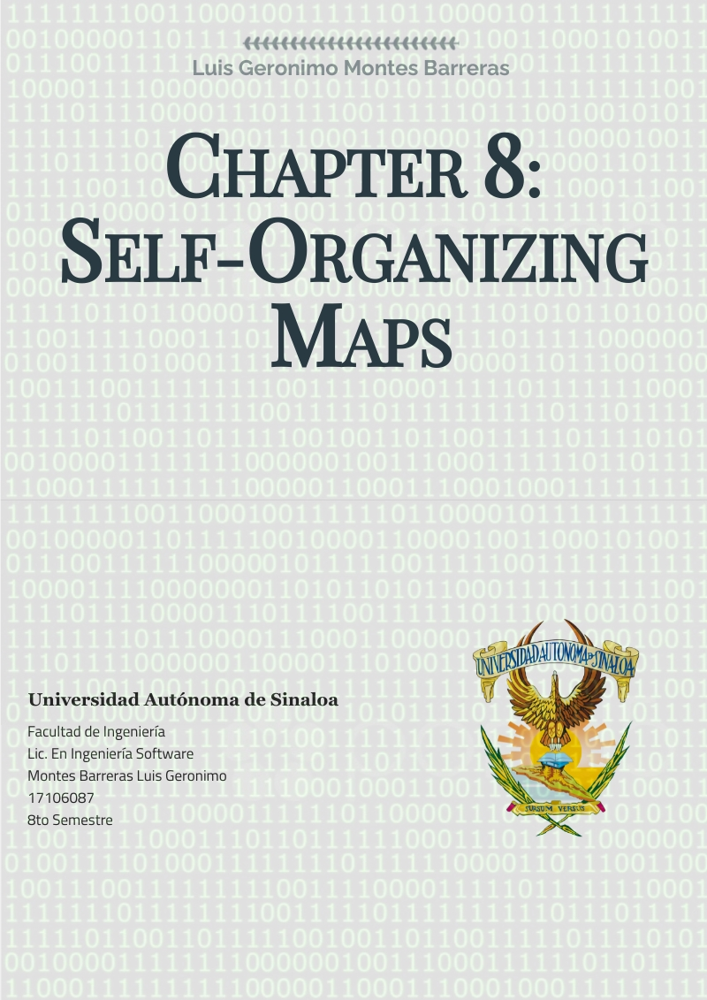 Luis Geronimo Montes Barreras
CHAPTER 8:
SELF-ORGANIZING
MAPS
UNIVERSIDAD AUTONOMA DE SINALOA
SURSUM VERSUS
Universidad Autónoma de Sinaloa
Facultad de Ingeniería
Lic. En Ingeniería Software
Montes Barreras Luis Geronimo
17106087
8to Semestre